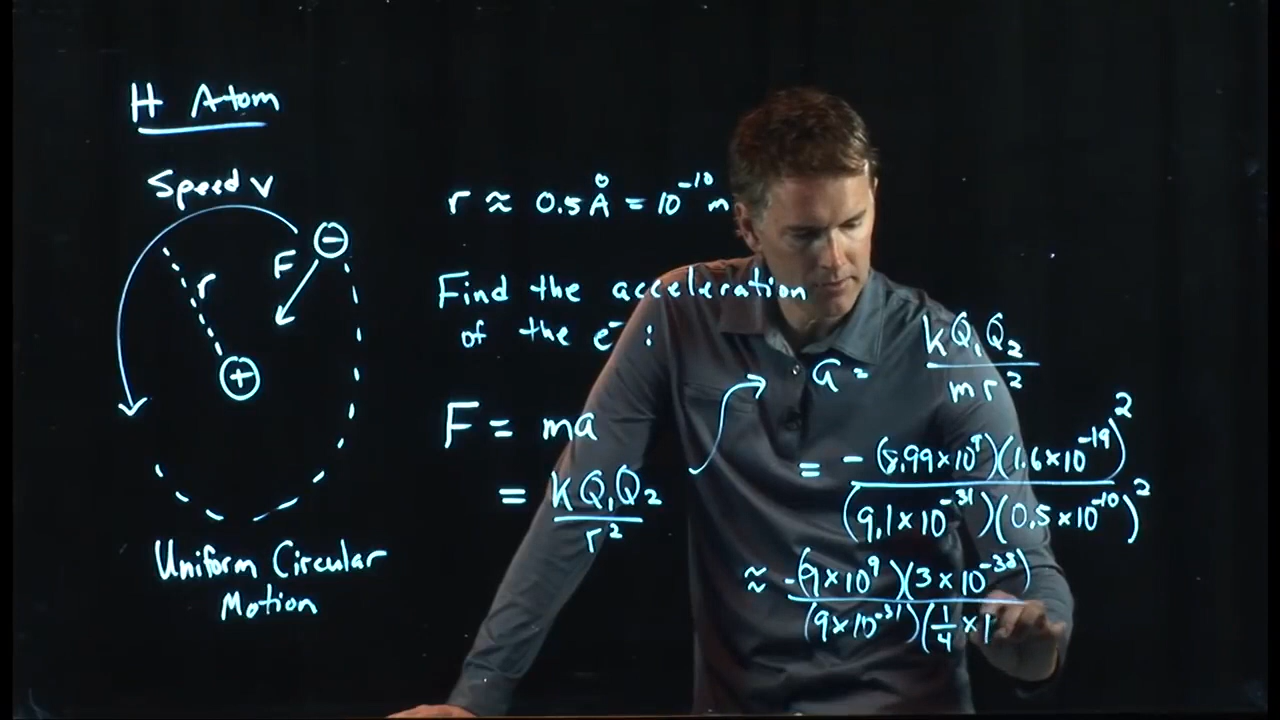 H Atom
Speed v
⊖
F
r
⊕
Uniform Circular
Motion
r ≈ 0.5 Å = 10⁻¹⁰ m
Find the acceleration
of the e⁻ :
F = ma
= kQ₁Q₂ / r²
a = kQ₁Q₂ / mr²
= -(8.99×10⁹)(1.6×10⁻¹⁹)² / (9.1×10⁻³¹)(0.5×10⁻¹⁰)²
≈ -(9×10⁹)(3×10⁻³⁸) / (9×10⁻³¹)(1/4×1